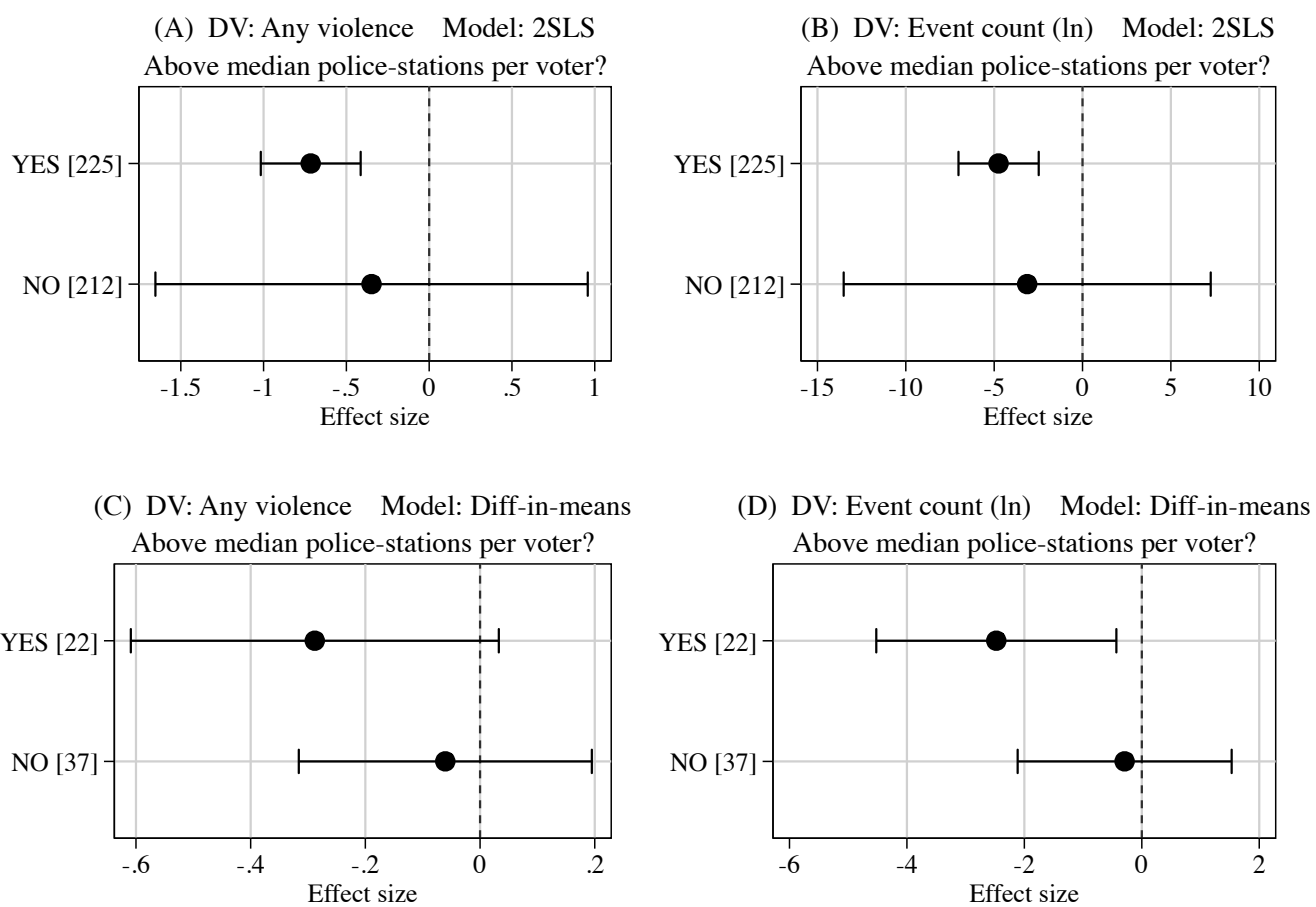 (A) DV: Any violence Model: 2SLS
Above median police-stations per voter?
YES [225]
NO [212]
-1.5 -1 -.5 0 .5 1
Effect size
(B) DV: Event count (ln) Model: 2SLS
Above median police-stations per voter?
YES [225]
NO [212]
-15 -10 -5 0 5 10
Effect size
(C) DV: Any violence Model: Diff-in-means
Above median police-stations per voter?
YES [22]
NO [37]
-.6 -.4 -.2 0 .2
Effect size
(D) DV: Event count (ln) Model: Diff-in-means
Above median police-stations per voter?
YES [22]
NO [37]
-6 -4 -2 0 2
Effect size